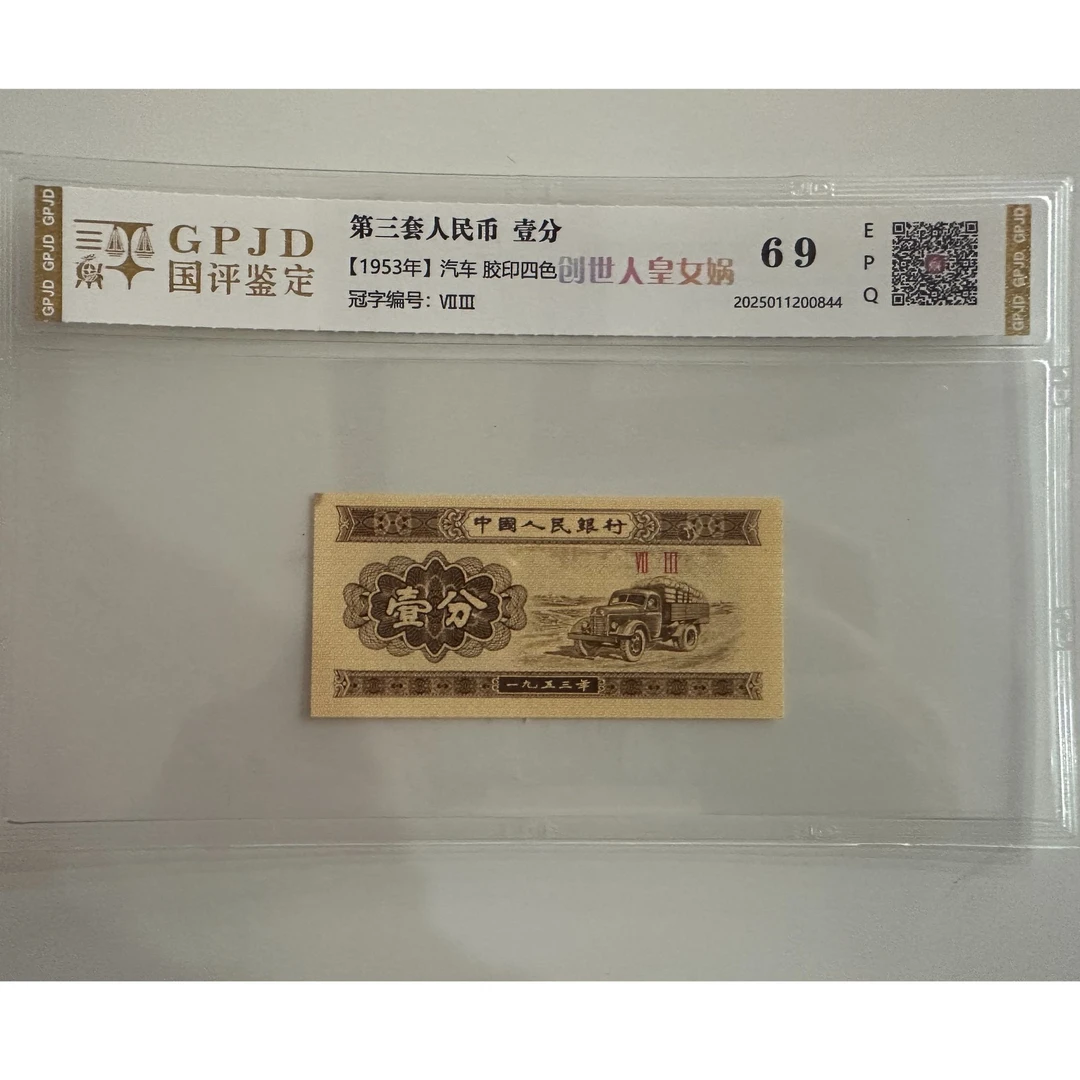 GPJD GPJD GPJD
GPJD
国评鉴定
第三套人民币 壹分
【1953年】汽车 胶印四色创世人皇女娲
冠字编号：ⅦⅢ
69
2025011200844
E
P
Q
GPJD GPJD GPJD
中國人民銀行
Ⅶ Ⅲ
壹分
一九五三年